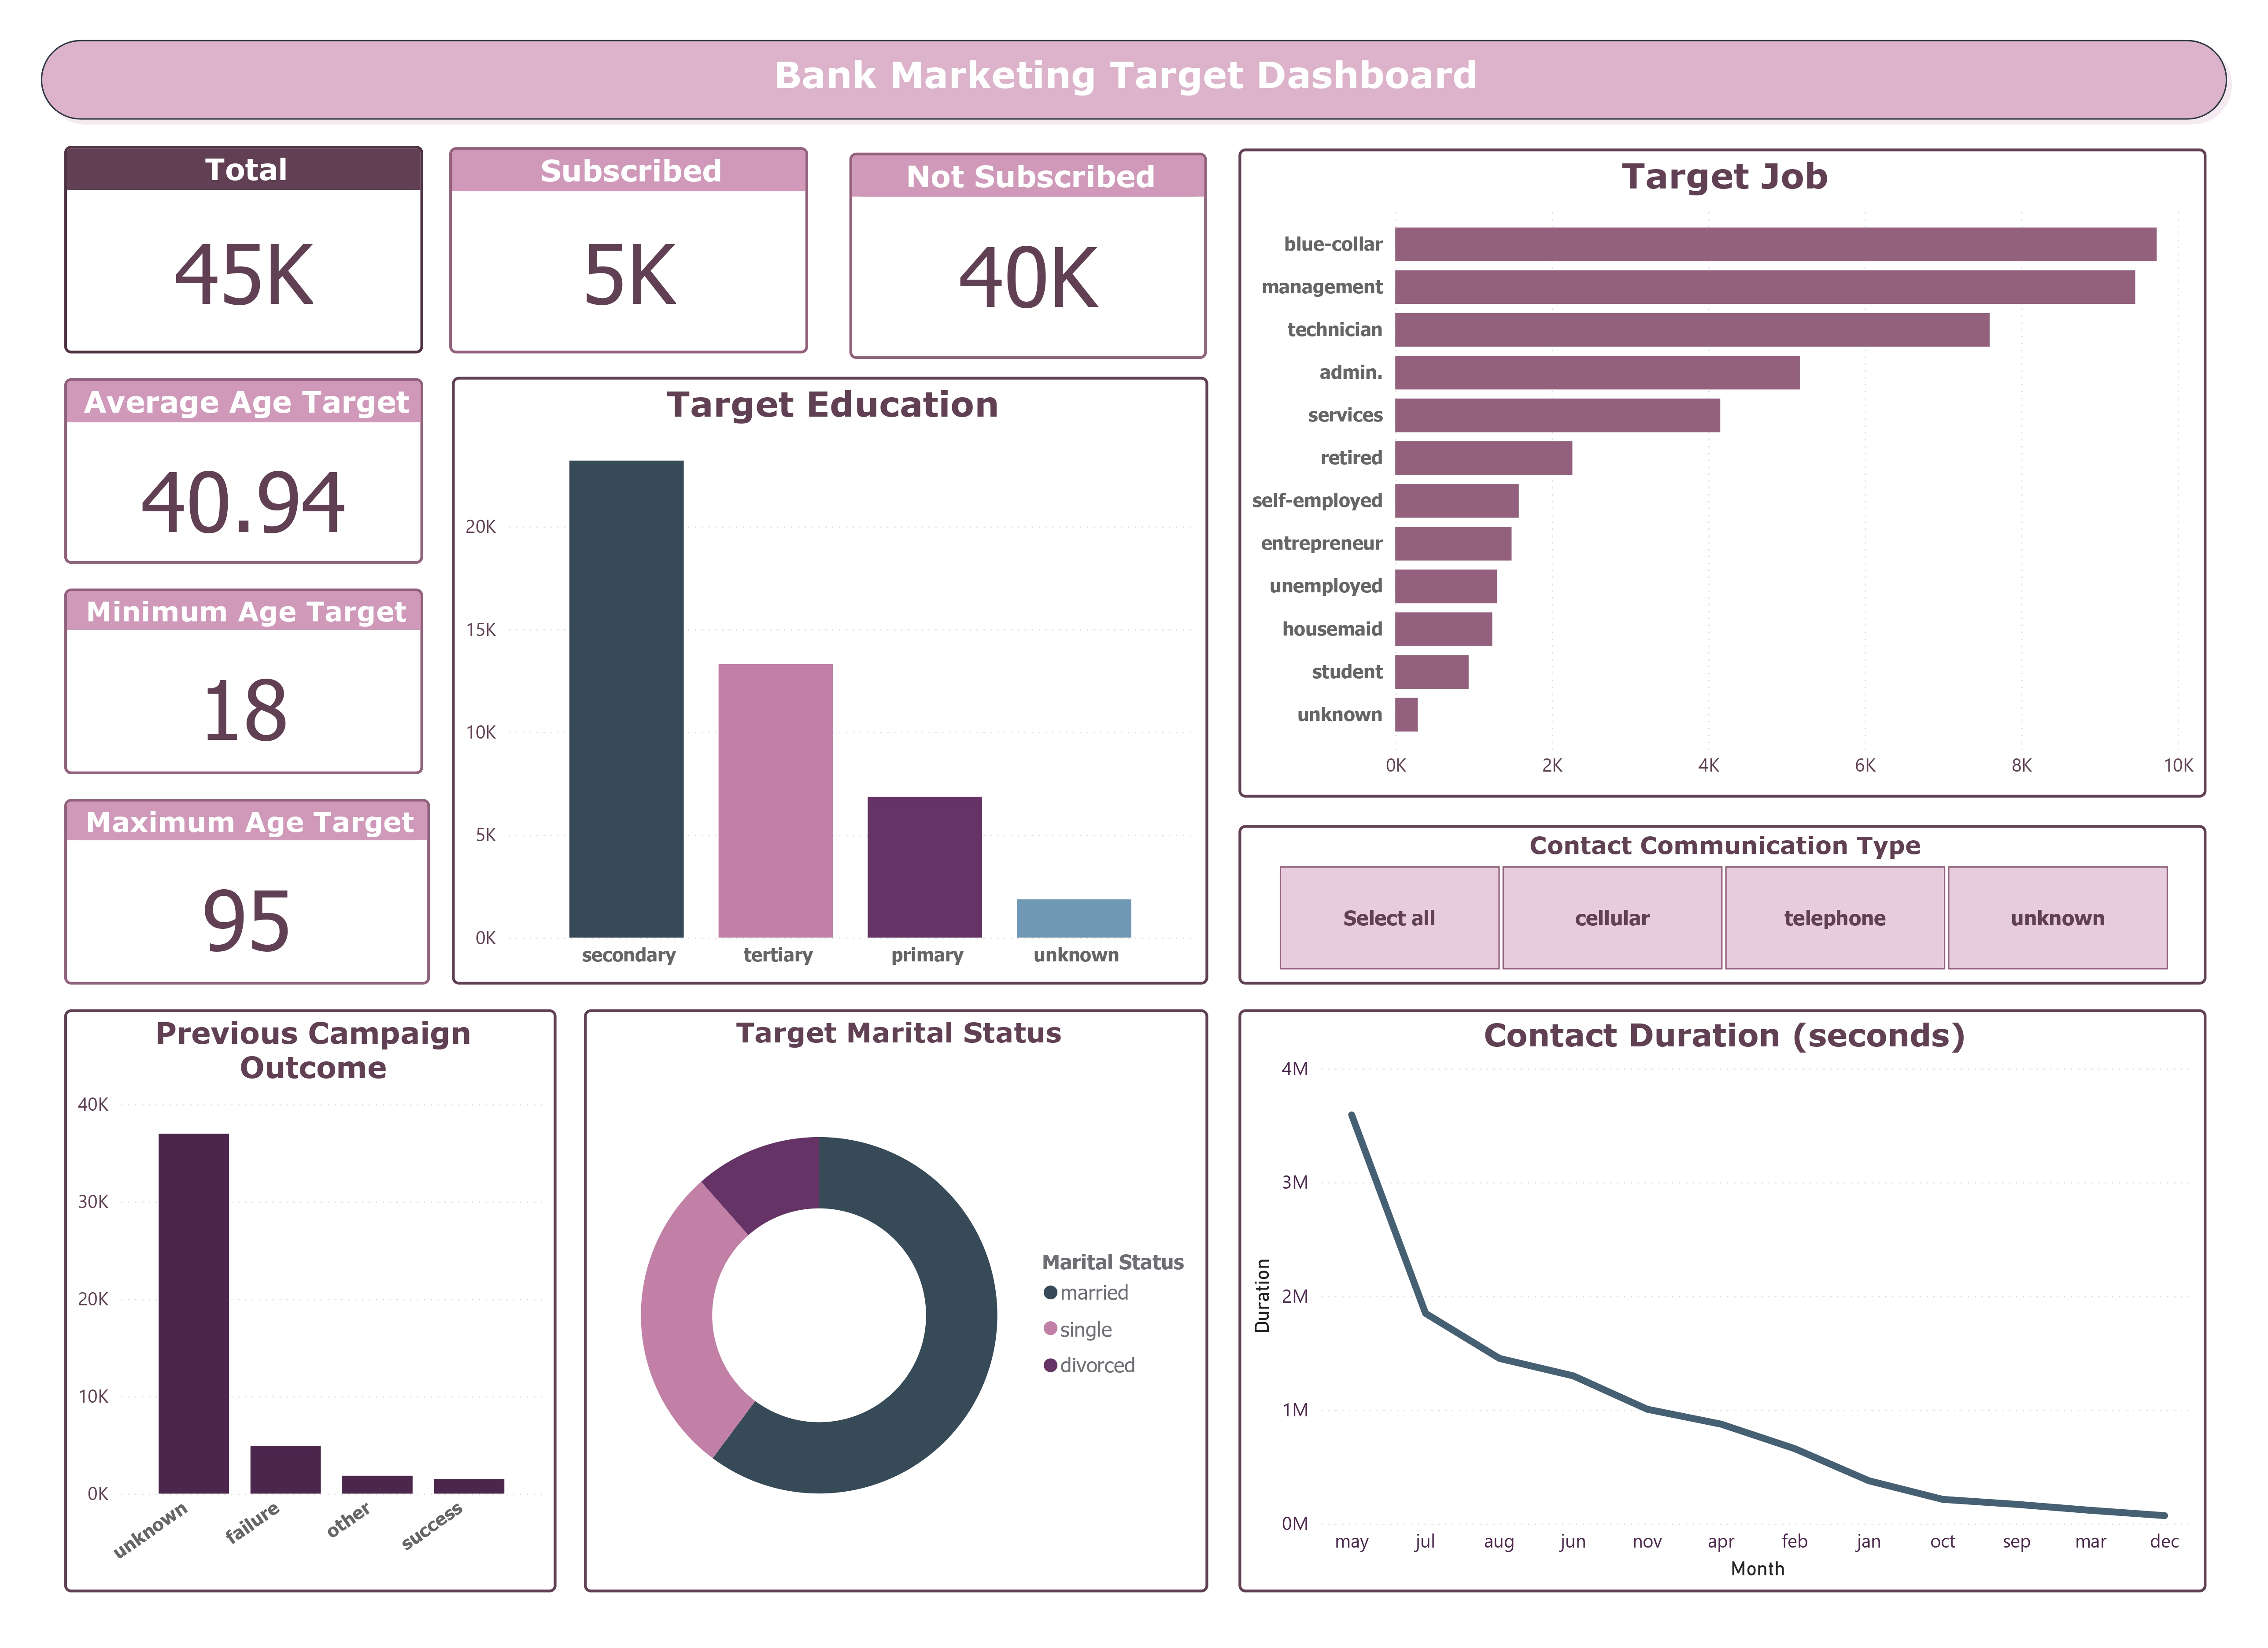 Bank Marketing Target Dashboard
Total
45K
Subscribed
5K
Not Subscribed
40K
Average Age Target
40.94
Minimum Age Target
18
Maximum Age Target
95
Target Education
20K
15K
10K
5K
0K
secondary tertiary primary unknown
Target Job
blue-collar
management
technician
admin.
services
retired
self-employed
entrepreneur
unemployed
housemaid
student
unknown
0K 2K 4K 6K 8K 10K
Contact Communication Type
Select all cellular telephone unknown
Previous Campaign
Outcome
40K
30K
20K
10K
0K
unknown failure other success
Target Marital Status
Marital Status
married
single
divorced
Contact Duration (seconds)
4M
3M
2M
1M
0M
Duration
may jul aug jun nov apr feb jan oct sep mar dec
Month